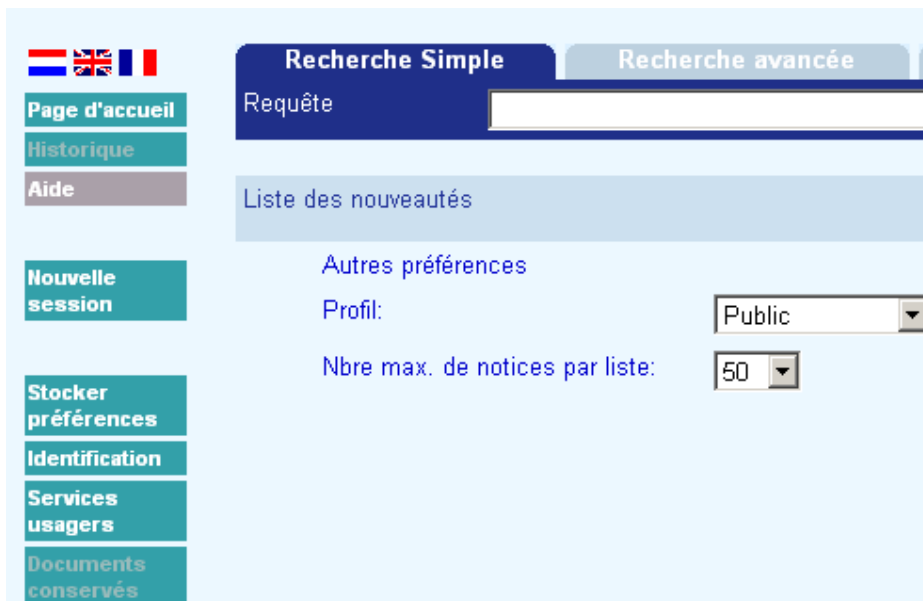 Recherche Simple
Recherche avancée
Requête
Page d'accueil
Historique
Aide
Nouvelle
session
Stocker
préférences
Identification
Services
usagers
Documents
conservés
Liste des nouveautés
Autres préférences
Profil:
Public
Nbre max. de notices par liste:
50